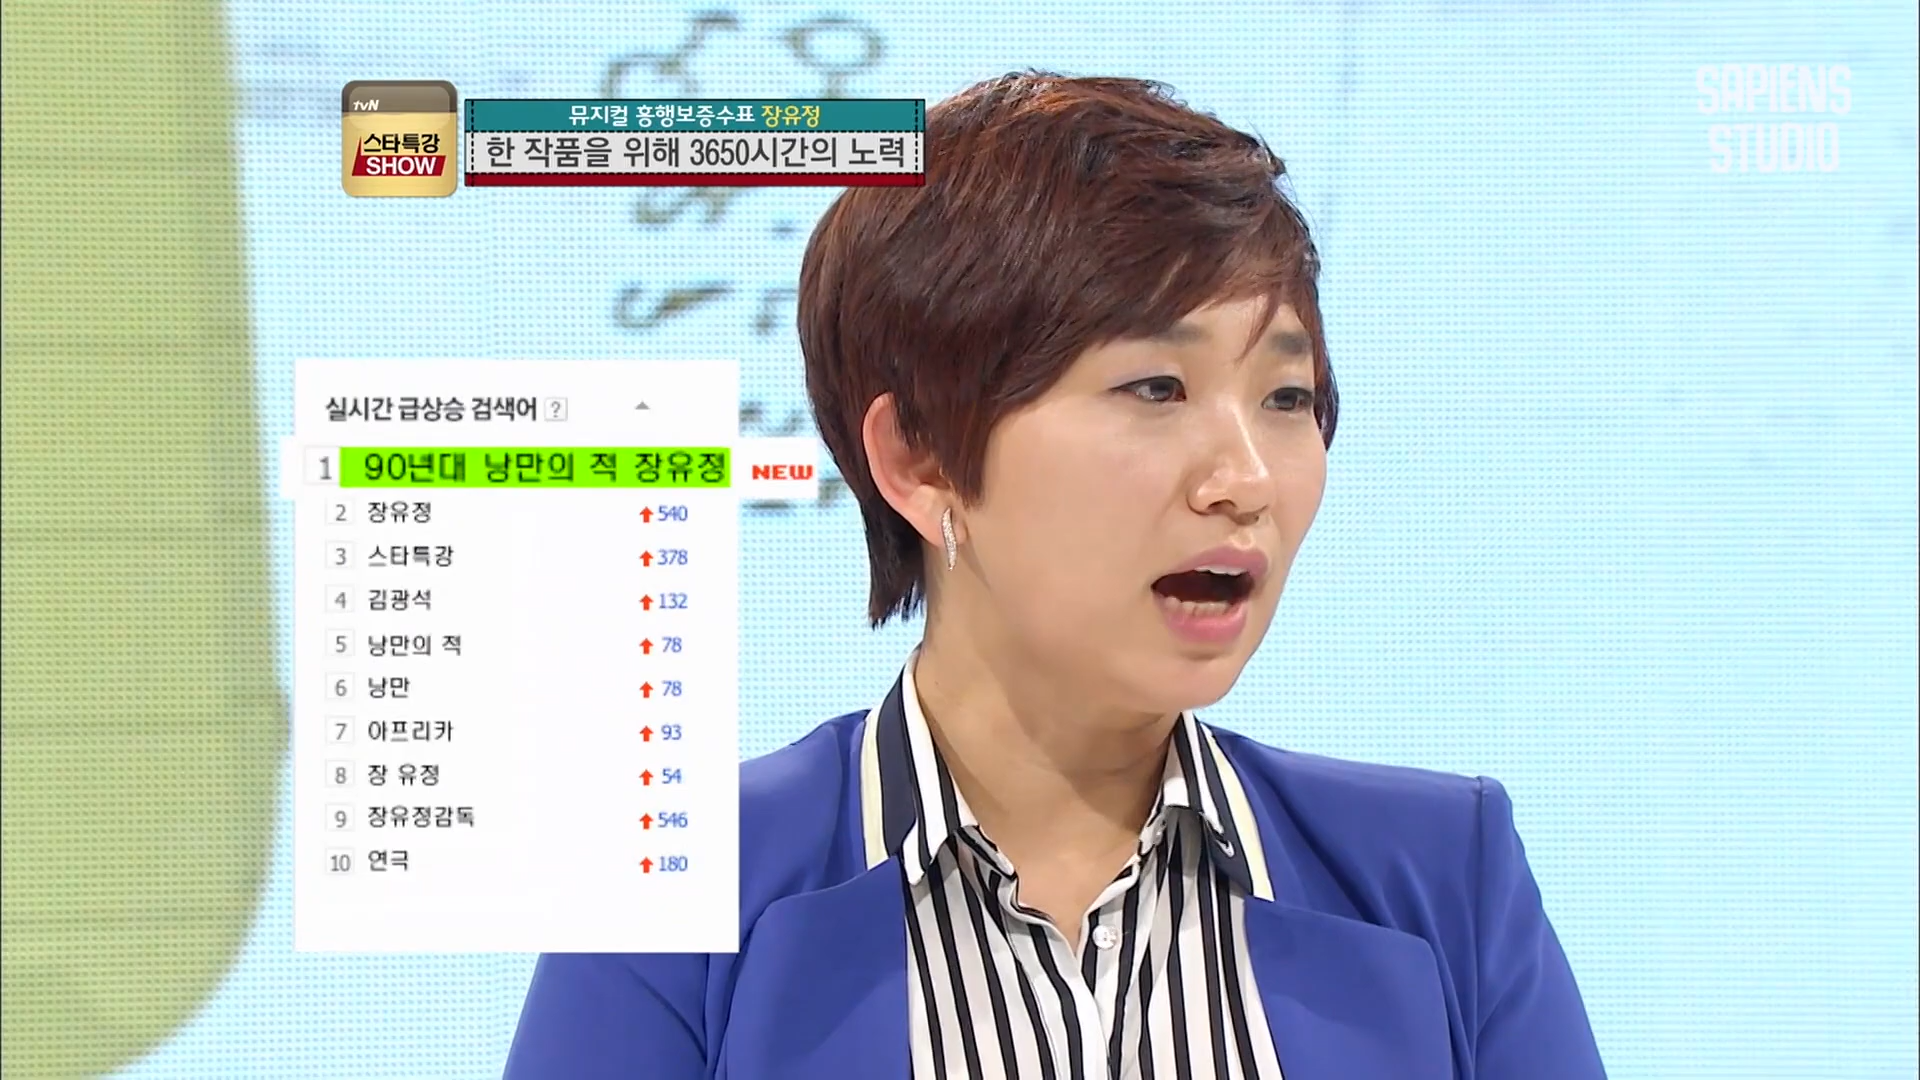 tvN
스타특강
SHOW
뮤지컬 흥행보증수표 장유정
한 작품을 위해 3650시간의 노력
SAPIENS
STUDIO
실시간 급상승 검색어 ?
1 90년대 낭만의 적 장유정 NEW
2 장유정 540
3 스타특강 378
4 김광석 132
5 낭만의 적 78
6 낭만 78
7 아프리카 93
8 장 유정 54
9 장유정감독 546
10 연극 180